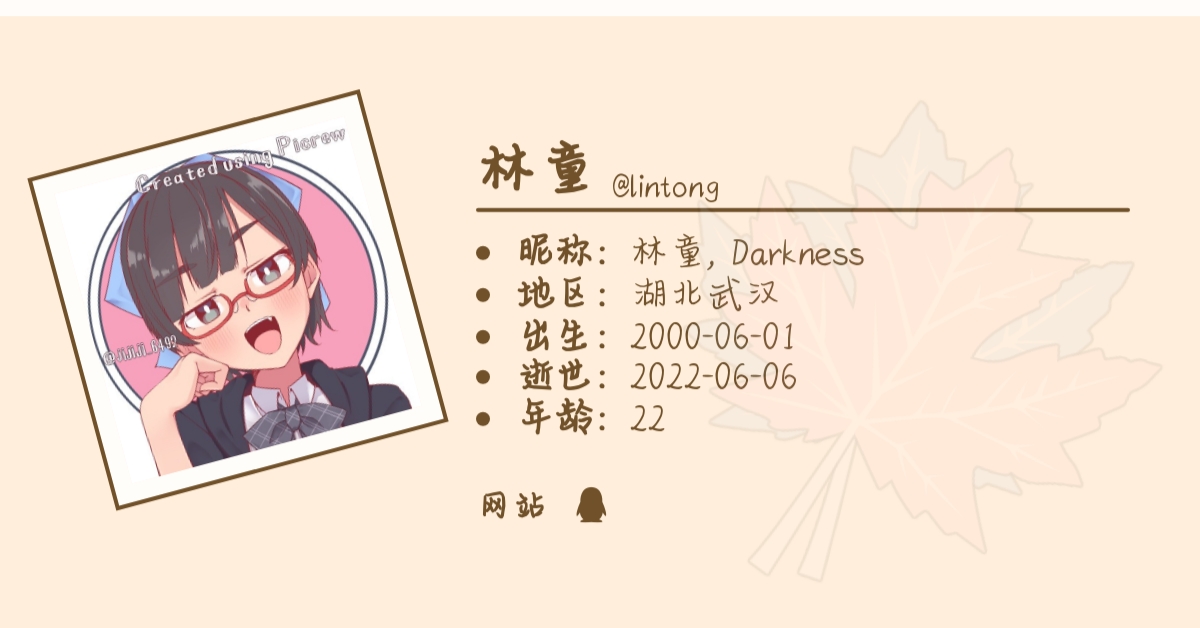 Created using Picrew
@jijijiji_6492
林童 @lintong
昵称：林童, Darkness
地区：湖北武汉
出生：2000-06-01
逝世：2022-06-06
年龄：22
网站